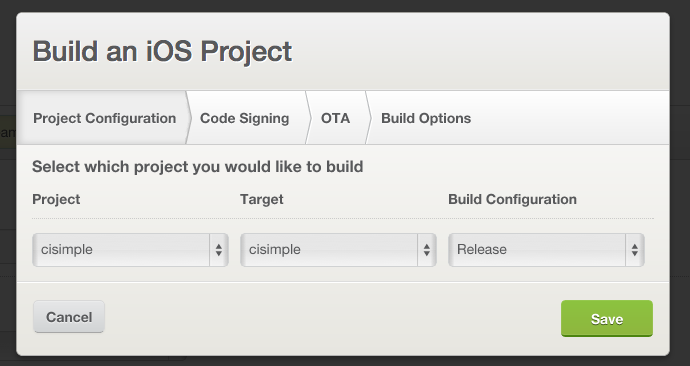 Build an iOS Project
Project Configuration Code Signing OTA Build Options
Select which project you would like to build
Project Target Build Configuration
cisimple cisimple Release
Cancel Save